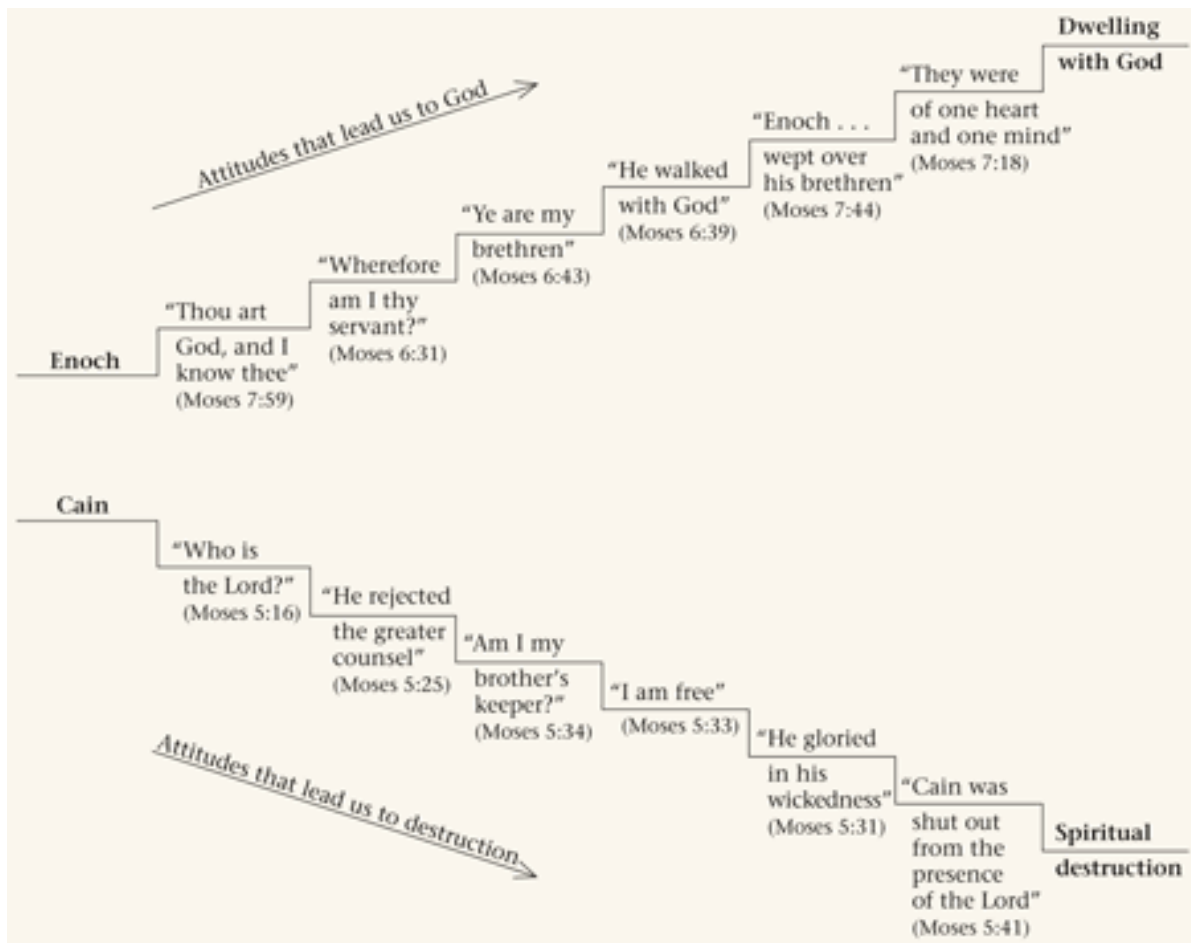 Attitudes that lead us to God
Enoch
“Thou art
God, and I
know thee”
(Moses 7:59)
“Wherefore
am I thy
servant?”
(Moses 6:31)
“Ye are my
brethren”
(Moses 6:43)
“He walked
with God”
(Moses 6:39)
“Enoch . . .
wept over
his brethren”
(Moses 7:44)
“They were
of one heart
and one mind”
(Moses 7:18)
Dwelling
with God
Cain
“Who is
the Lord?”
(Moses 5:16)
“He rejected
the greater
counsel”
(Moses 5:25)
“Am I my
brother’s
keeper?”
(Moses 5:34)
“I am free”
(Moses 5:33)
“He gloried
in his
wickedness”
(Moses 5:31)
“Cain was
shut out
from the
presence
of the Lord”
(Moses 5:41)
Spiritual
destruction
Attitudes that lead us to destruction